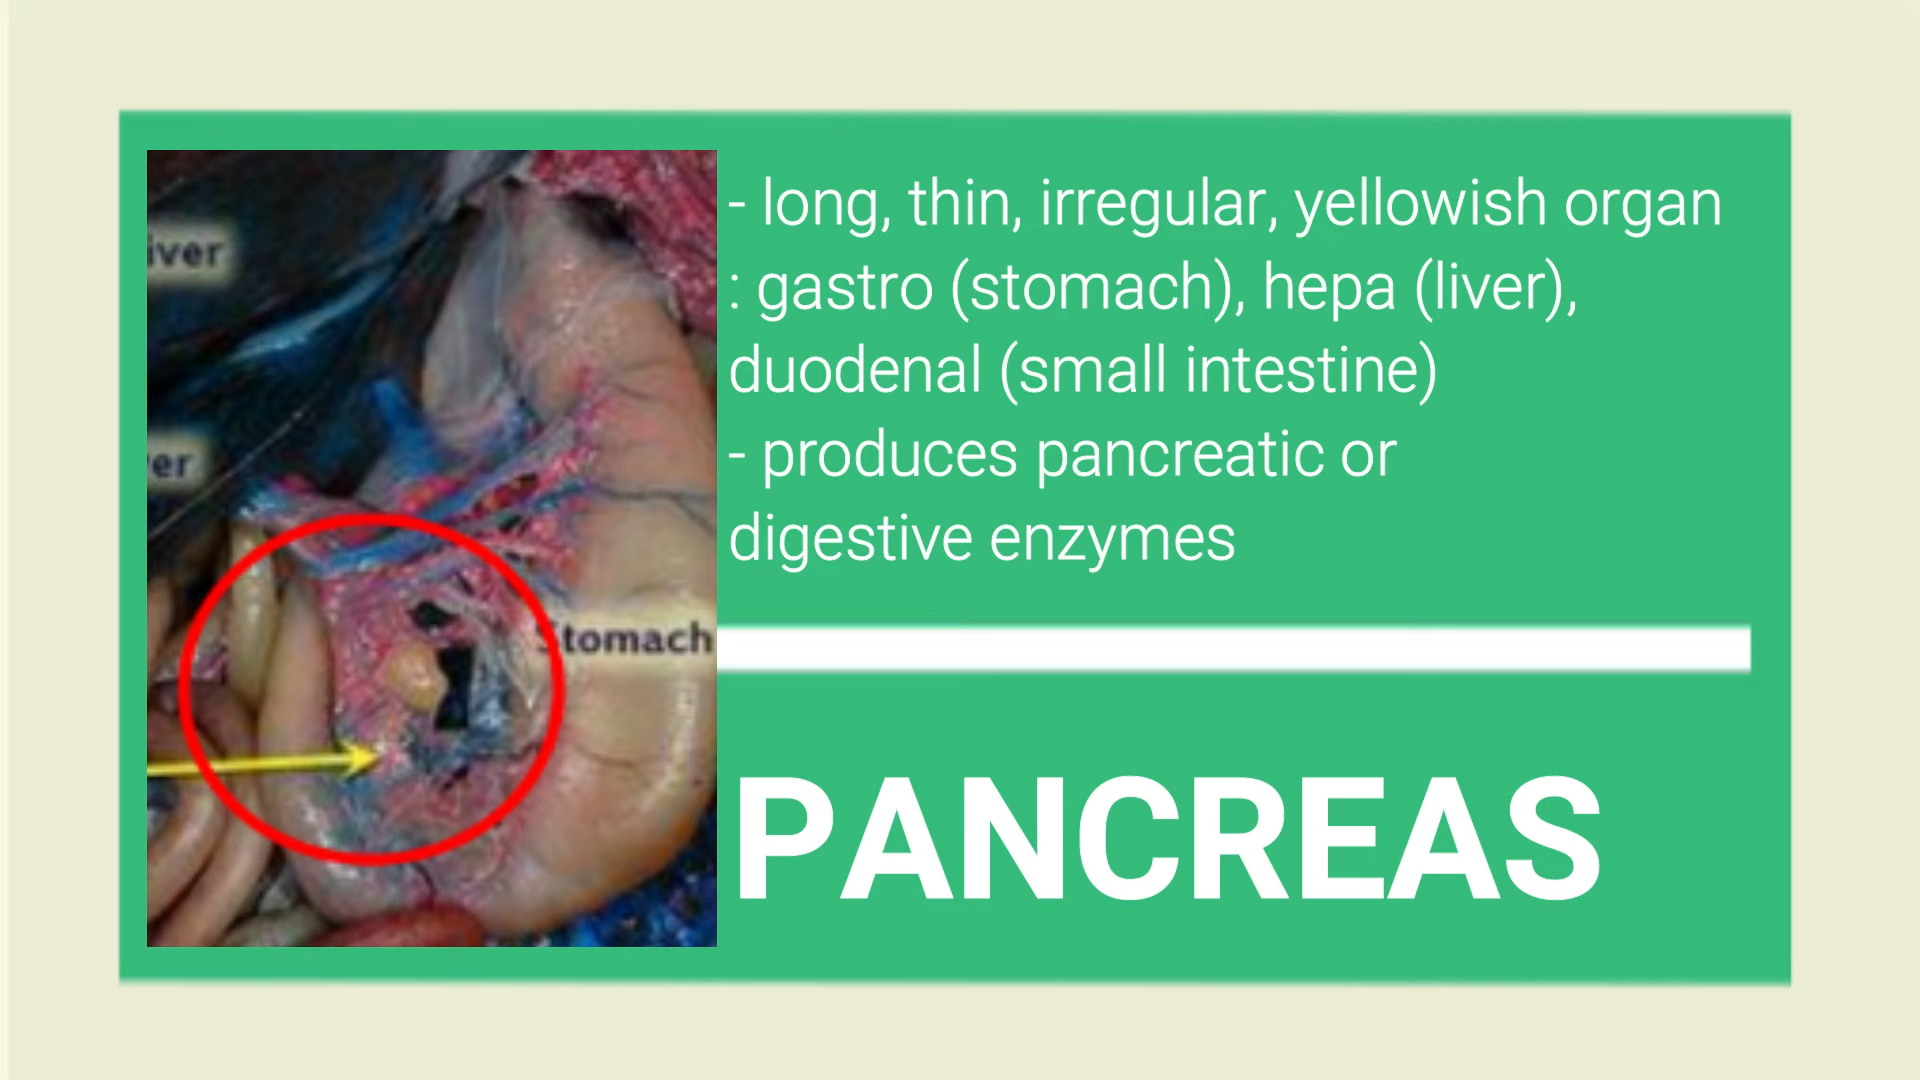 iver
er
Stomach
- long, thin, irregular, yellowish organ
: gastro (stomach), hepa (liver),
duodenal (small intestine)
- produces pancreatic or
digestive enzymes
PANCREAS